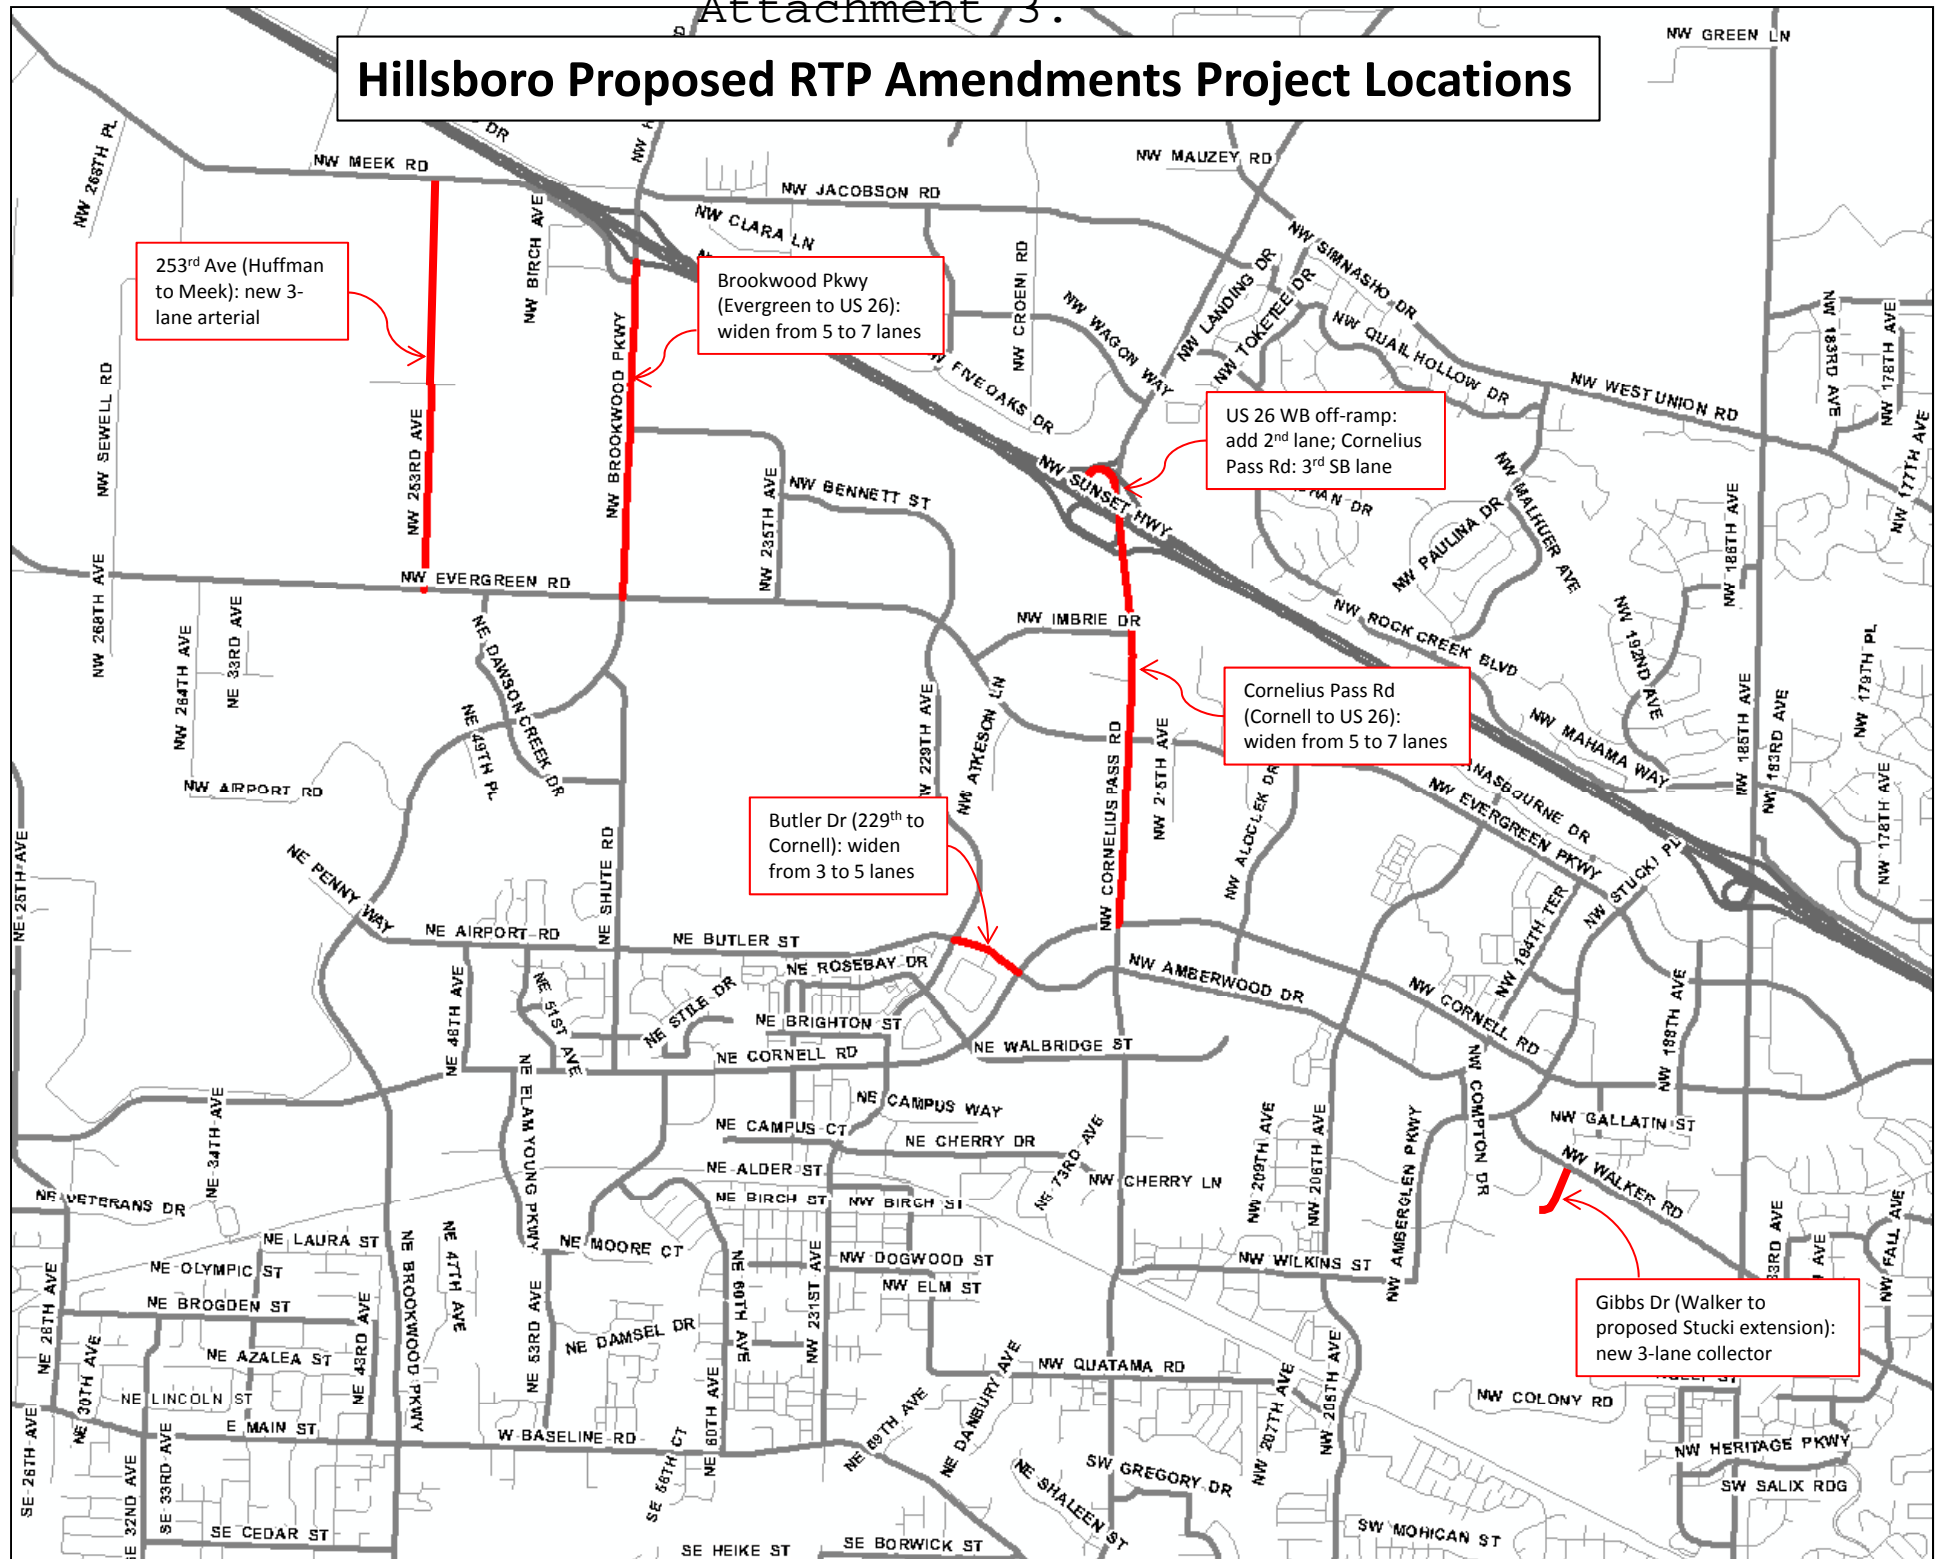 Attachment 3.
Hillsboro Proposed RTP Amendments Project Locations
NW GREEN LN
NW MAUZEY RD
NW MEEK RD
NW 268TH PL
NW JACOBSON RD
NW CLARA LN
NW BIRCH AVE
NW CROENI RD
NW SIMNASHO DR
NW LANDING DR
NW TOKETEE DR
NW WAGON WAY
NW QUAIL HOLLOW DR
NW 183RD AVE
NW 178TH AVE
253rd Ave (Huffman
to Meek): new 3-
lane arterial
Brookwood Pkwy
(Evergreen to US 26):
widen from 5 to 7 lanes
NW SEWELL RD
NW 253RD AVE
NW BROOKWOOD PKWY
FIVE OAKS DR
NW WEST UNION RD
NW 177TH AVE
US 26 WB off-ramp:
add 2nd lane; Cornelius
Pass Rd: 3rd SB lane
NW SUNSET HWY
NW BENNETT ST
NW 235TH AVE
NW PAULINA DR
NW MALHUER AVE
NW 186TH AVE
NW EVERGREEN RD
NW 268TH AVE
NW 264TH AVE
NE 33RD AVE
NE DAWSON CREEK DR
NE 49TH PL
NW IMBRIE DR
NW ROCK CREEK BLVD
NW 192ND AVE
NW 179TH PL
NW 185TH AVE
NW 183RD AVE
NW 229TH AVE
NW ATKESON LN
NW CORNELIUS PASS RD
Cornelius Pass Rd
(Cornell to US 26):
widen from 5 to 7 lanes
NW MAHAMA WAY
NW AIRPORT RD
NW EVERGREEN PKWY
NW STUCKI PL
NW 178TH AVE
Butler Dr (229th to
Cornell): widen
from 3 to 5 lanes
NE 25TH AVE
NE PENNY WAY
NE SHUTE RD
NE AIRPORT RD
NE BUTLER ST
NE ROSEBAY DR
NW AMBERWOOD DR
NW 194TH TER
NW CORNELL RD
NW 188TH AVE
NE 48TH AVE
NE 51ST AVE
NE STILE DR
NE BRIGHTON ST
NE CORNELL RD
NE WALBRIDGE ST
NE 34TH AVE
NE ELAM YOUNG PKWY
NE CAMPUS WAY
NE CAMPUS CT
NE CHERRY DR
NE 73RD AVE
NW 209TH AVE
NW 206TH AVE
NW AMBERGLEN PKWY
NW COMPTON DR
NW GALLATIN ST
NW WALKER RD
NE ALDER ST
NE BIRCH ST
NW BIRCH ST
NW CHERRY LN
NE VETERANS DR
NE LAURA ST
NE OLYMPIC ST
NE BROGDEN ST
NE MOORE CT
NW DOGWOOD ST
NW ELM ST
NW WILKINS ST
NW FALL AVE
Gibbs Dr (Walker to
proposed Stucki extension):
new 3-lane collector
NE 28TH AVE
NE 30TH AVE
NE AZALEA ST
NE LINCOLN ST
NE 43RD AVE
NE BROOKWOOD PKWY
NE 47TH AVE
NE 53RD AVE
NE DAMSEL DR
NE 60TH AVE
NE 60TH AVE
NW 231ST AVE
NW QUATAMA RD
NE DANBURY AVE
NE 69TH AVE
NW 207TH AVE
NW 205TH AVE
NW COLONY RD
NW HERITAGE PKWY
SW SALIX RDG
E MAIN ST
W BASELINE RD
SE 26TH AVE
SE 32ND AVE
SE 33RD AVE
SE CEDAR ST
SE 58TH CT
SE HEIKE ST
SE BORWICK ST
NE SHALEEN ST
SW GREGORY DR
SW MOHICAN ST